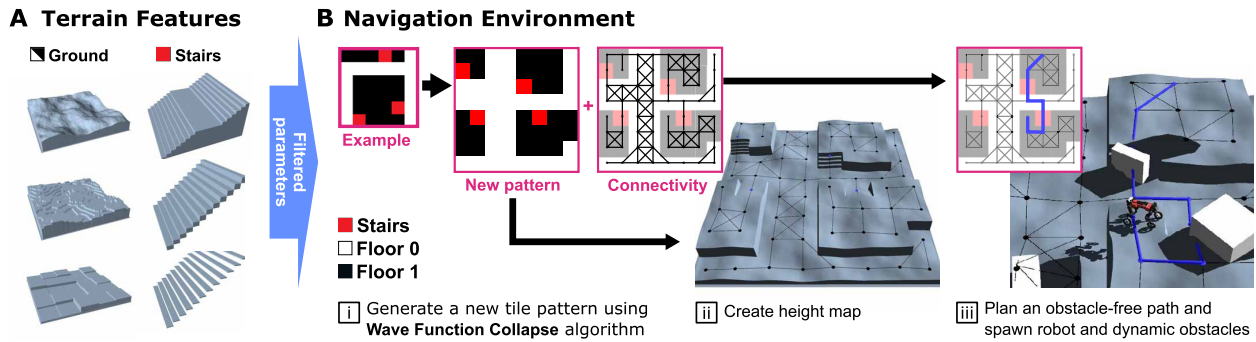 A Terrain Features
Ground
Stairs
Filtered
parameters
B Navigation Environment
Example
+
New pattern
Connectivity
Stairs
Floor 0
Floor 1
i Generate a new tile pattern using
Wave Function Collapse algorithm
ii Create height map
iii Plan an obstacle-free path and
spawn robot and dynamic obstacles